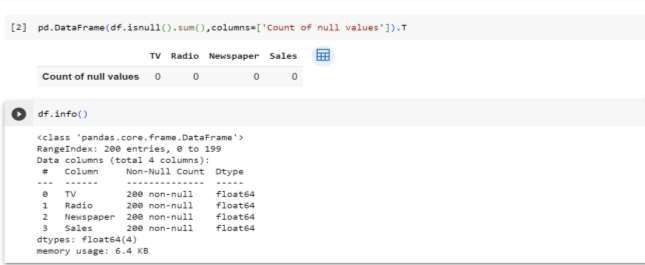 [2] pd.DataFrame(df.isnull().sum(),columns=['Count of null values']).T
TV Radio Newspaper Sales
Count of null values 0 0 0 0
df.info()
<class 'pandas.core.frame.DataFrame'>
RangeIndex: 200 entries, 0 to 199
Data columns (total 4 columns):
# Column Non-Null Count Dtype
--- ------ -------------- -----
0 TV 200 non-null float64
1 Radio 200 non-null float64
2 Newspaper 200 non-null float64
3 Sales 200 non-null float64
dtypes: float64(4)
memory usage: 6.4 KB